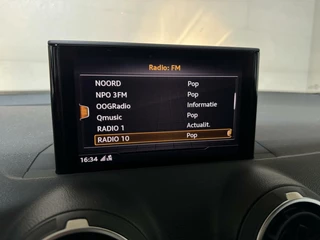 Radio: FM
NOORD Pop
NPO 3FM Pop
OOGRadio Informatie
Qmusic Pop
RADIO 1 Actualit.
RADIO 10 Pop
16:34